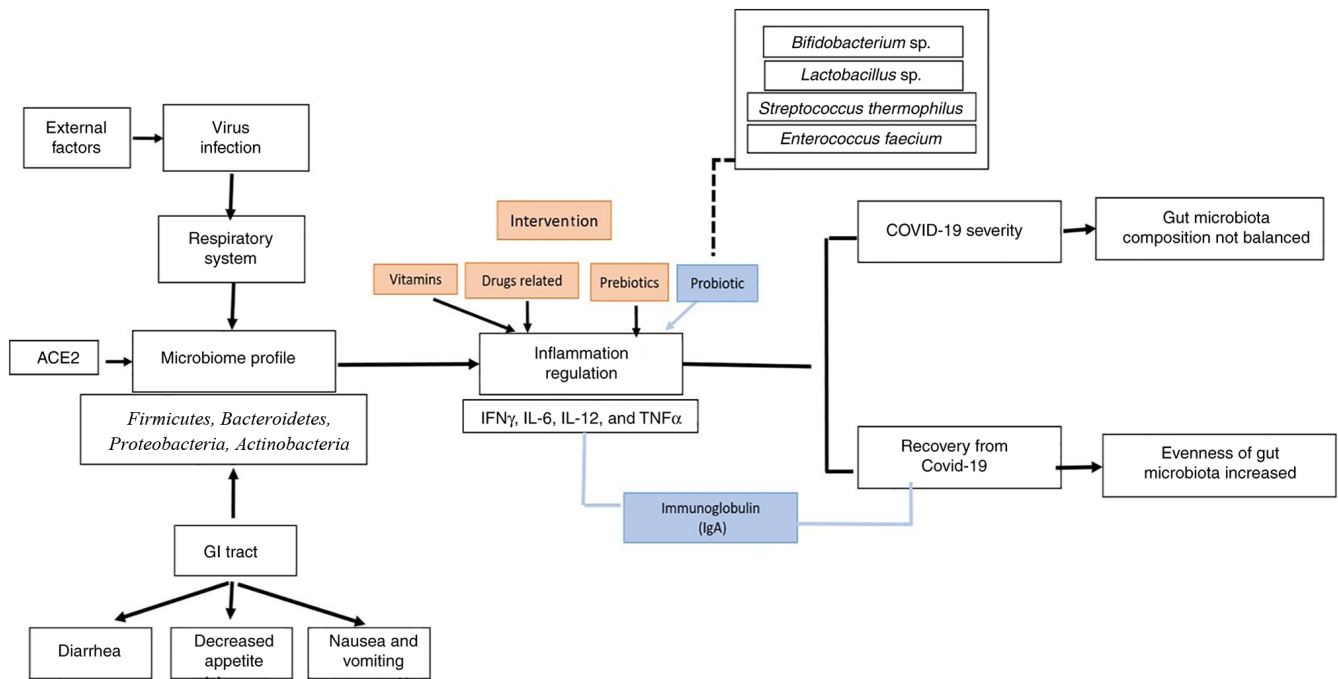 Bifidobacterium sp.
Lactobacillus sp.
Streptococcus thermophilus
Enterococcus faecium
External
factors
Virus
infection
Respiratory
system
Intervention
COVID-19 severity
Gut microbiota
composition not balanced
Vitamins
Drugs related
Prebiotics
Probiotic
ACE2
Microbiome profile
Inflammation
regulation
Firmicutes, Bacteroidetes,
Proteobacteria, Actinobacteria
IFNγ, IL-6, IL-12, and TNFα
Recovery from
Covid-19
Evenness of gut
microbiota increased
Immunoglobulin
(IgA)
GI tract
Diarrhea
Decreased
appetite
Nausea and
vomiting